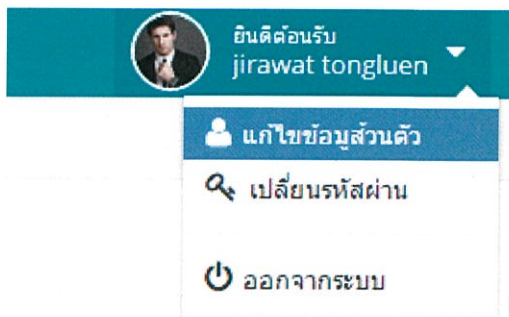 ยินดีต้อนรับ
jirawat tongluen
แก้ไขข้อมูส้วนตัว
เปลี่ยนรหัสผ่าน
ออกจากระบบ